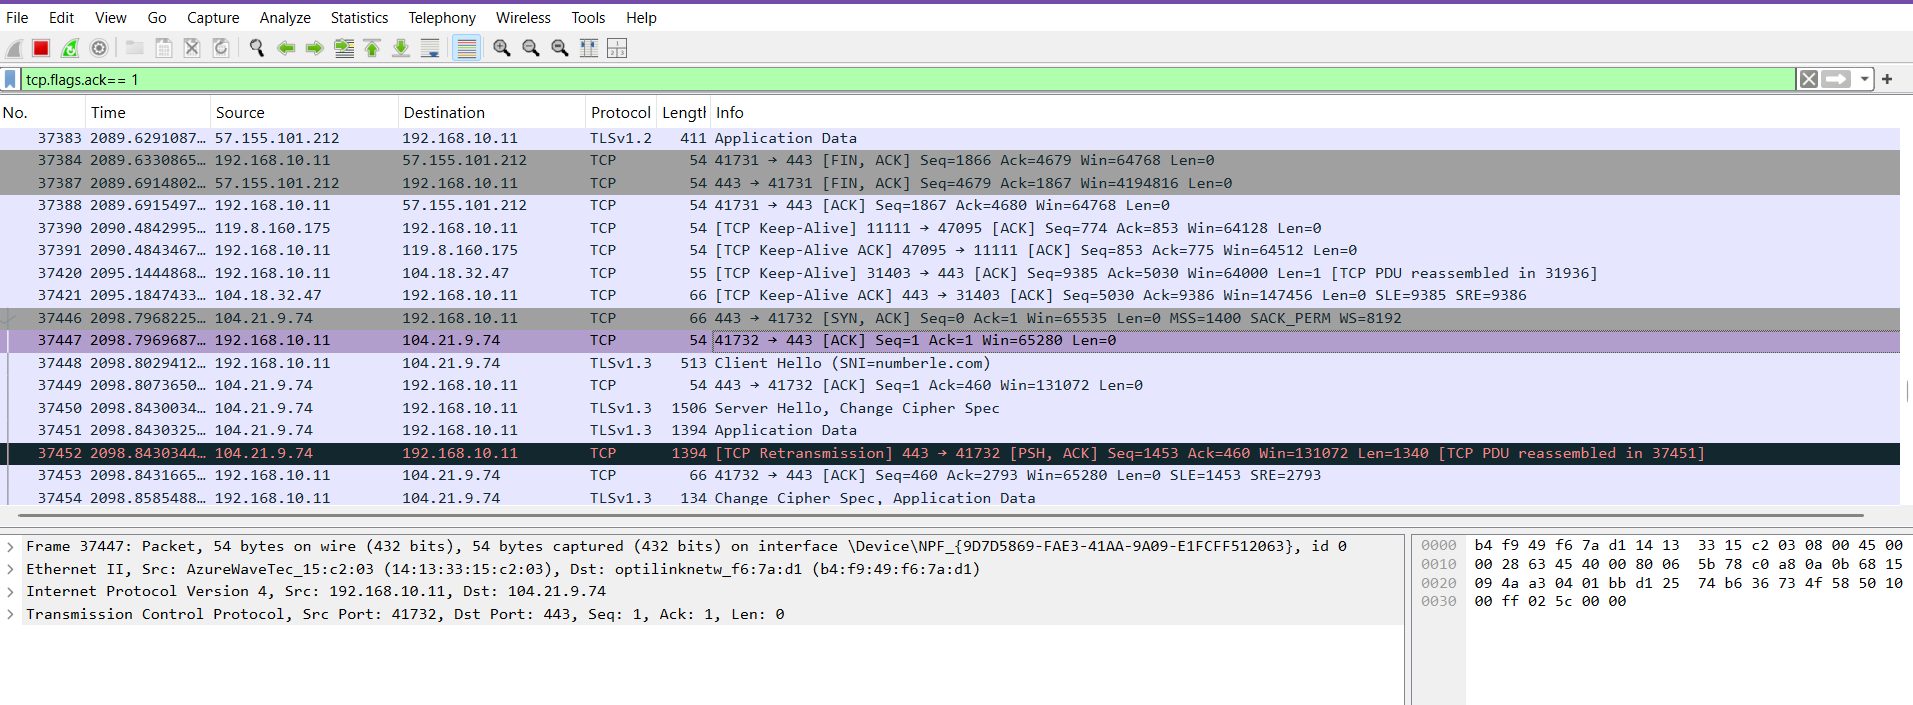 File Edit View Go Capture Analyze Statistics Telephony Wireless Tools Help
tcp.flags.ack== 1
No. Time Source Destination Protocol Length Info
37383 2089.6291087… 57.155.101.212 192.168.10.11 TLSv1.2 411 Application Data
37384 2089.6330865… 192.168.10.11 57.155.101.212 TCP 54 41731 → 443 [FIN, ACK] Seq=1866 Ack=4679 Win=64768 Len=0
37387 2089.6914802… 57.155.101.212 192.168.10.11 TCP 54 443 → 41731 [FIN, ACK] Seq=4679 Ack=1867 Win=4194816 Len=0
37388 2089.6915497… 192.168.10.11 57.155.101.212 TCP 54 41731 → 443 [ACK] Seq=1867 Ack=4680 Win=64768 Len=0
37390 2090.4842995… 119.8.160.175 192.168.10.11 TCP 54 [TCP Keep-Alive] 11111 → 47095 [ACK] Seq=774 Ack=853 Win=64128 Len=0
37391 2090.4843467… 192.168.10.11 119.8.160.175 TCP 54 [TCP Keep-Alive ACK] 47095 → 11111 [ACK] Seq=853 Ack=775 Win=64512 Len=0
37420 2095.1444868… 192.168.10.11 104.18.32.47 TCP 55 [TCP Keep-Alive] 31403 → 443 [ACK] Seq=9385 Ack=5030 Win=64000 Len=1 [TCP PDU reassembled in 31936]
37421 2095.1847433… 104.18.32.47 192.168.10.11 TCP 66 [TCP Keep-Alive ACK] 443 → 31403 [ACK] Seq=5030 Ack=9386 Win=147456 Len=0 SLE=9385 SRE=9386
37446 2098.7968225… 104.21.9.74 192.168.10.11 TCP 66 443 → 41732 [SYN, ACK] Seq=0 Ack=1 Win=65535 Len=0 MSS=1400 SACK_PERM WS=8192
37447 2098.7969687… 192.168.10.11 104.21.9.74 TCP 54 41732 → 443 [ACK] Seq=1 Ack=1 Win=65280 Len=0
37448 2098.8029412… 192.168.10.11 104.21.9.74 TLSv1.3 513 Client Hello (SNI=numberle.com)
37449 2098.8073650… 104.21.9.74 192.168.10.11 TCP 54 443 → 41732 [ACK] Seq=1 Ack=460 Win=131072 Len=0
37450 2098.8430034… 104.21.9.74 192.168.10.11 TLSv1.3 1506 Server Hello, Change Cipher Spec
37451 2098.8430325… 104.21.9.74 192.168.10.11 TLSv1.3 1394 Application Data
37452 2098.8430344… 104.21.9.74 192.168.10.11 TCP 1394 [TCP Retransmission] 443 → 41732 [PSH, ACK] Seq=1453 Ack=460 Win=131072 Len=1340 [TCP PDU reassembled in 37451]
37453 2098.8431665… 192.168.10.11 104.21.9.74 TCP 66 41732 → 443 [ACK] Seq=460 Ack=2793 Win=65280 Len=0 SLE=1453 SRE=2793
37454 2098.8585488… 192.168.10.11 104.21.9.74 TLSv1.3 134 Change Cipher Spec, Application Data
Frame 37447: Packet, 54 bytes on wire (432 bits), 54 bytes captured (432 bits) on interface \Device\NPF_{9D7D5869-FAE3-41AA-9A09-E1FCFF512063}, id 0
Ethernet II, Src: AzureWaveTec_15:c2:03 (14:13:33:15:c2:03), Dst: optilinknetw_f6:7a:d1 (b4:f9:49:f6:7a:d1)
Internet Protocol Version 4, Src: 192.168.10.11, Dst: 104.21.9.74
Transmission Control Protocol, Src Port: 41732, Dst Port: 443, Seq: 1, Ack: 1, Len: 0
0000 b4 f9 49 f6 7a d1 14 13 33 15 c2 03 08 00 45 00
0010 00 28 63 45 40 00 80 06 5b 78 c0 a8 0a 0b 68 15
0020 09 4a a3 04 01 bb d1 25 74 b6 36 73 4f 58 50 10
0030 00 ff 02 5c 00 00